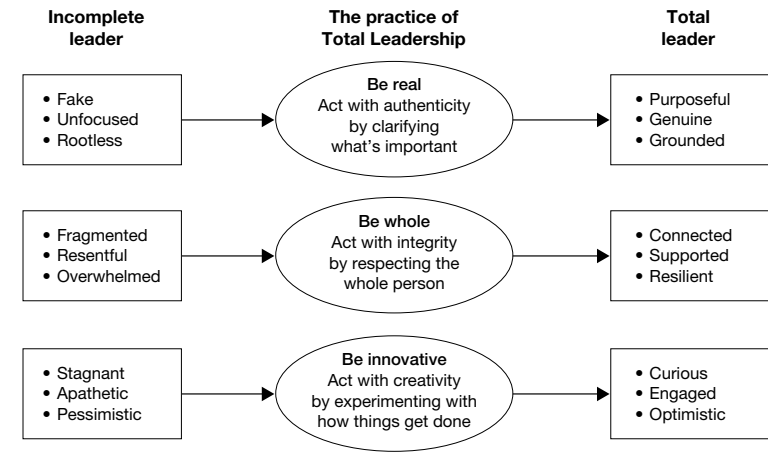 Incomplete
leader
The practice of
Total Leadership
Total
leader
• Fake
• Unfocused
• Rootless
Be real
Act with authenticity
by clarifying
what's important
• Purposeful
• Genuine
• Grounded
• Fragmented
• Resentful
• Overwhelmed
Be whole
Act with integrity
by respecting the
whole person
• Connected
• Supported
• Resilient
• Stagnant
• Apathetic
• Pessimistic
Be innovative
Act with creativity
by experimenting with
how things get done
• Curious
• Engaged
• Optimistic